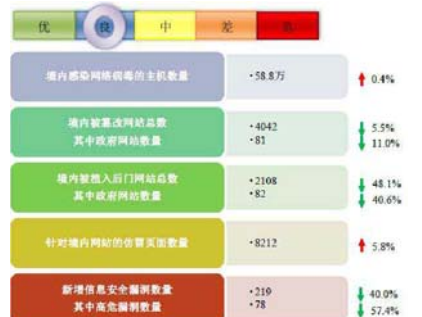 优 良 中 差 危
境内感染网络病毒的主机数量
•58.8万
0.4%
境内被篡改网站总数
其中政府网站数量
•4042
•81
5.5%
11.0%
境内被植入后门网站总数
其中政府网站数量
•2108
•82
48.1%
40.6%
针对境内网站的仿冒页面数量
•8212
5.8%
新增信息安全漏洞数量
其中高危漏洞数量
•219
•78
40.0%
57.4%